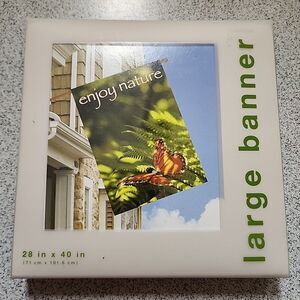 enjoy nature
large banner
28 in x 40 in
(71 cm x 101.6 cm)